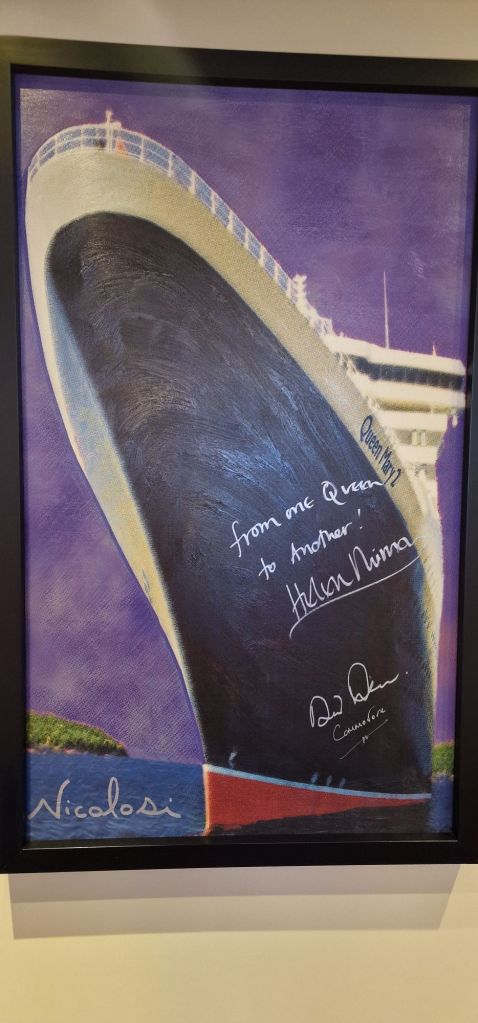 Queen Mary 2
from one Queen
to Another!
Helen Mirren
Commodore
Nicolosi